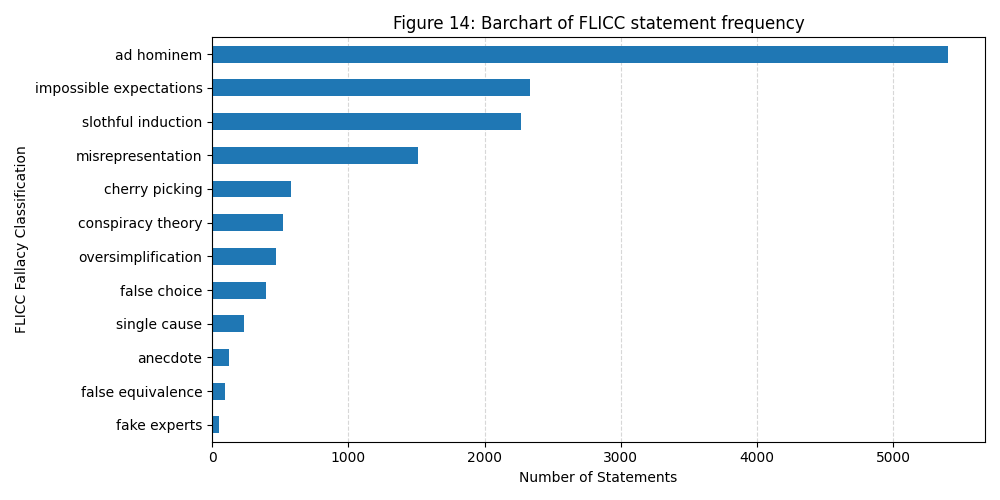 Figure 14: Barchart of FLICC statement frequency
FLICC Fallacy Classification
ad hominem
impossible expectations
slothful induction
misrepresentation
cherry picking
conspiracy theory
oversimplification
false choice
single cause
anecdote
false equivalence
fake experts
0 1000 2000 3000 4000 5000
Number of Statements